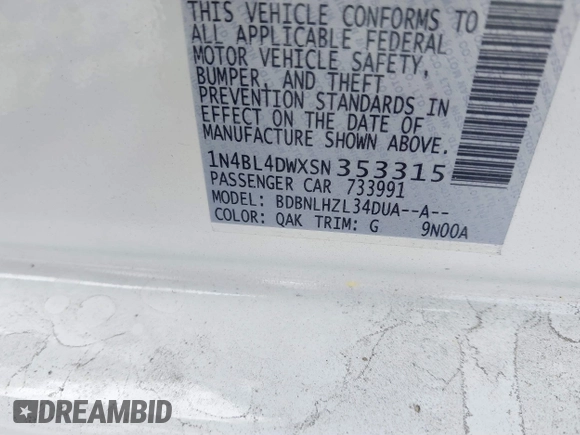 THIS VEHICLE CONFORMS TO
ALL APPLICABLE FEDERAL
MOTOR VEHICLE SAFETY,
BUMPER, AND THEFT
PREVENTION STANDARDS IN
EFFECT ON THE DATE OF
MANUFACTURE SHOWN ABOVE.
1N4BL4DWXSN353315
PASSENGER CAR 733991
MODEL: BDBNLHZL34DUA--A--
COLOR: QAK TRIM: G 9N00A
DREAMBID